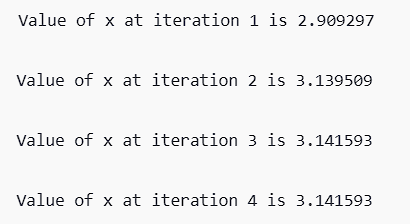 Value of x at iteration 1 is 2.909297
Value of x at iteration 2 is 3.139509
Value of x at iteration 3 is 3.141593
Value of x at iteration 4 is 3.141593